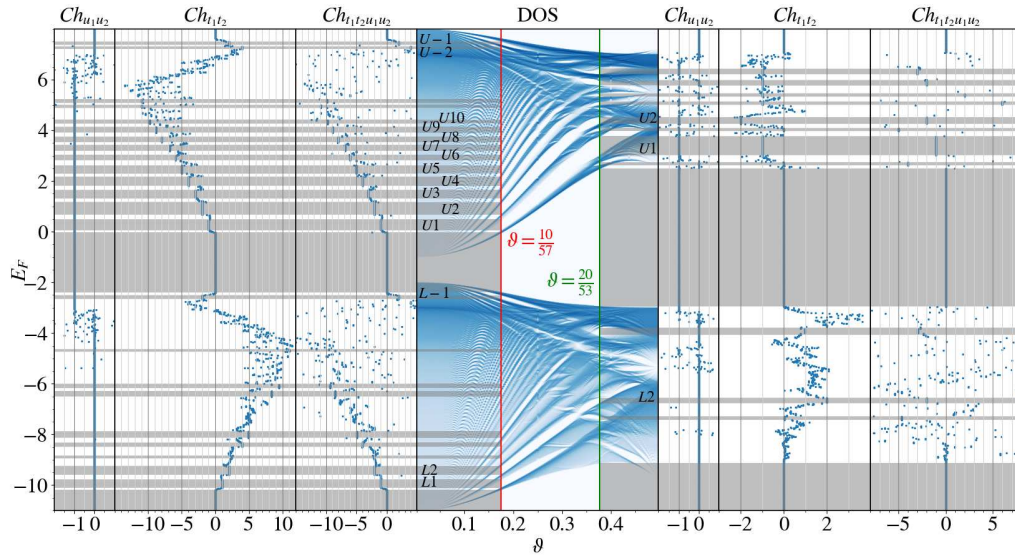 Ch_{u_1u_2} Ch_{t_1t_2} Ch_{t_1t_2u_1u_2} DOS Ch_{u_1u_2} Ch_{t_1t_2} Ch_{t_1t_2u_1u_2}
U−1
U−2
6
U10
4 U9 U2
U8
U7 U1
U6
U5
2 U4
U3
U2
U1
0
ϑ = 10/57
E_F
−2 ϑ = 20/53
L−1
−4
−6
L2
−8
L2
−10 L1
−1 0 −10 −5 0 5 10 −10 −5 0 0.1 0.2 0.3 0.4 −1 0 −2 0 2 −5 0 5
ϑ